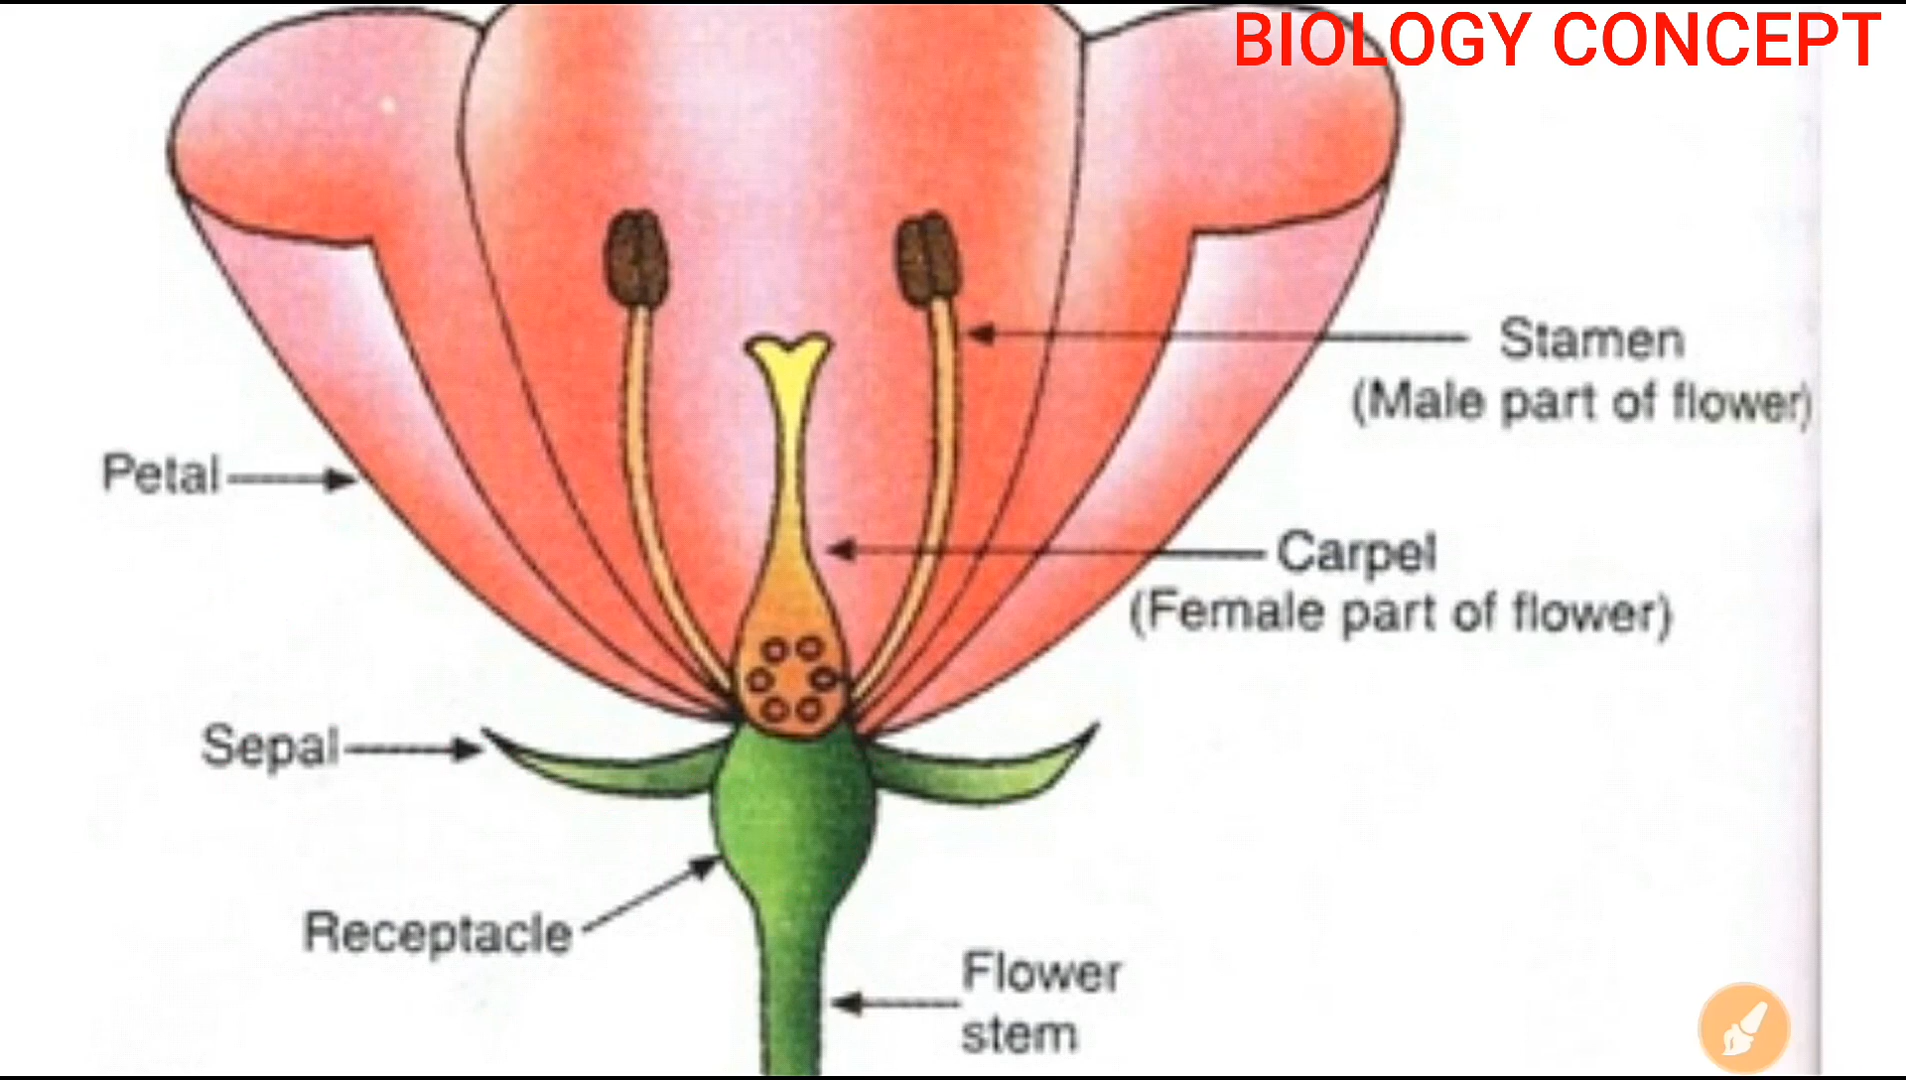 BIOLOGY CONCEPT
Stamen
(Male part of flower)
Petal
Carpel
(Female part of flower)
Sepal
Receptacle
Flower
stem